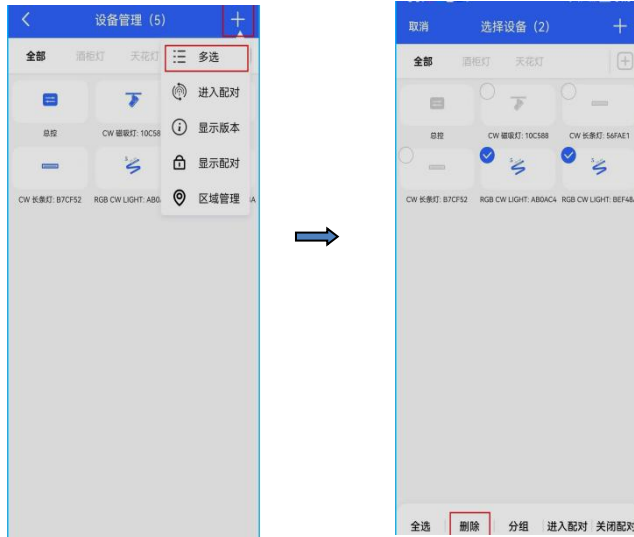 设备管理（5）
全部 酒柜灯 天花灯
多选
进入配对
显示版本
显示配对
区域管理
总控 CW 磁吸灯: 10C588
CW 长条灯: B7CF52 RGB CW LIGHT: AB0
取消 选择设备（2）
全部 酒柜灯 天花灯
总控 CW 磁吸灯: 10C588 CW 长条灯: 56FAE1
CW 长条灯: B7CF52 RGB CW LIGHT: AB0AC4 RGB CW LIGHT: BEF48A
全选 删除 分组 进入配对 关闭配对